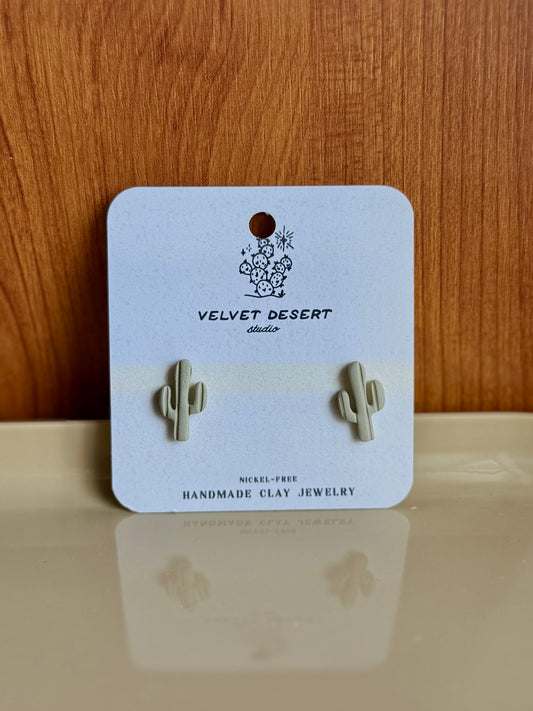 VELVET DESERT
studio
NICKEL-FREE
HANDMADE CLAY JEWELRY